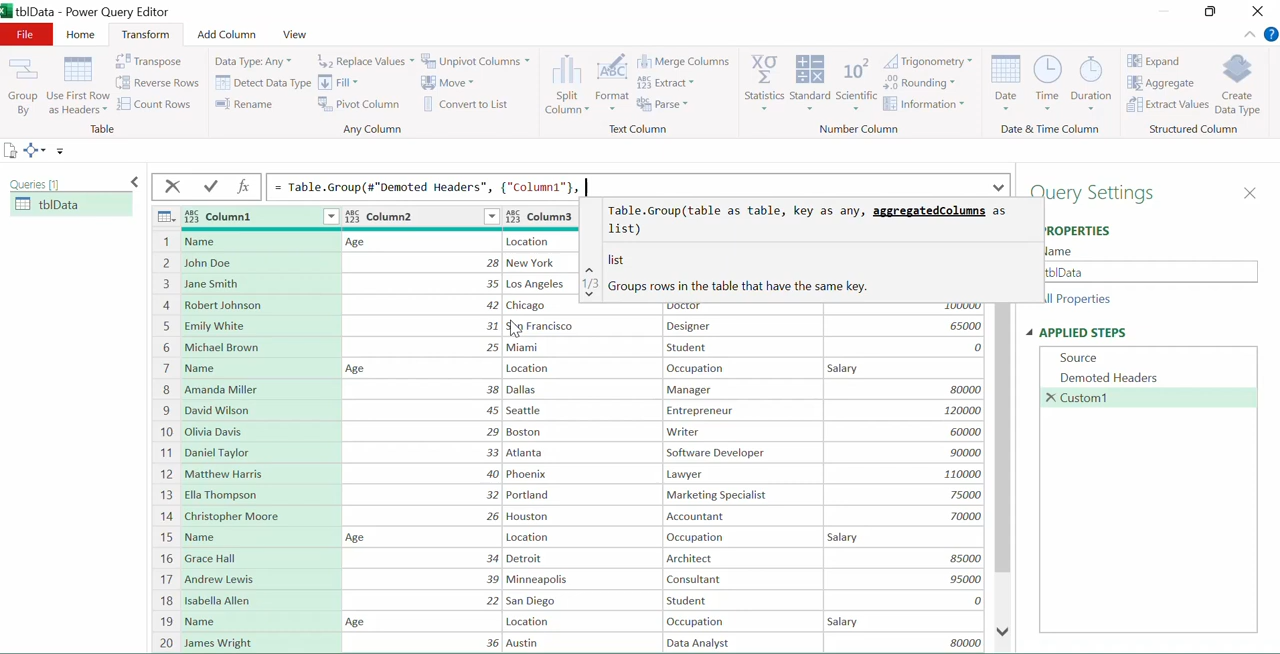 tblData - Power Query Editor
File Home Transform Add Column View
Group By
Use First Row as Headers
Transpose
Reverse Rows
Count Rows
Table
Data Type: Any
Detect Data Type
Rename
Replace Values
Fill
Pivot Column
Unpivot Columns
Move
Convert to List
Any Column
Split Column
Format
Merge Columns
Extract
Parse
Text Column
Statistics
Standard
Scientific
Trigonometry
Rounding
Information
Number Column
Date
Time
Duration
Date & Time Column
Expand
Aggregate
Extract Values
Create Data Type
Structured Column
Queries [1]
tblData
= Table.Group(#"Demoted Headers", {"Column1"},
Table.Group(table as table, key as any, aggregatedColumns as
list)
list
1/3
Groups rows in the table that have the same key.
Column1 Column2 Column3
1 Name Age Location
2 John Doe 28 New York
3 Jane Smith 35 Los Angeles
4 Robert Johnson 42 Chicago Doctor 100000
5 Emily White 31 San Francisco Designer 65000
6 Michael Brown 25 Miami Student 0
7 Name Age Location Occupation Salary
8 Amanda Miller 38 Dallas Manager 80000
9 David Wilson 45 Seattle Entrepreneur 120000
10 Olivia Davis 29 Boston Writer 60000
11 Daniel Taylor 33 Atlanta Software Developer 90000
12 Matthew Harris 40 Phoenix Lawyer 110000
13 Ella Thompson 32 Portland Marketing Specialist 75000
14 Christopher Moore 26 Houston Accountant 70000
15 Name Age Location Occupation Salary
16 Grace Hall 34 Detroit Architect 85000
17 Andrew Lewis 39 Minneapolis Consultant 95000
18 Isabella Allen 22 San Diego Student 0
19 Name Age Location Occupation Salary
20 James Wright 36 Austin Data Analyst 80000
Query Settings
PROPERTIES
Name
tblData
All Properties
APPLIED STEPS
Source
Demoted Headers
Custom1